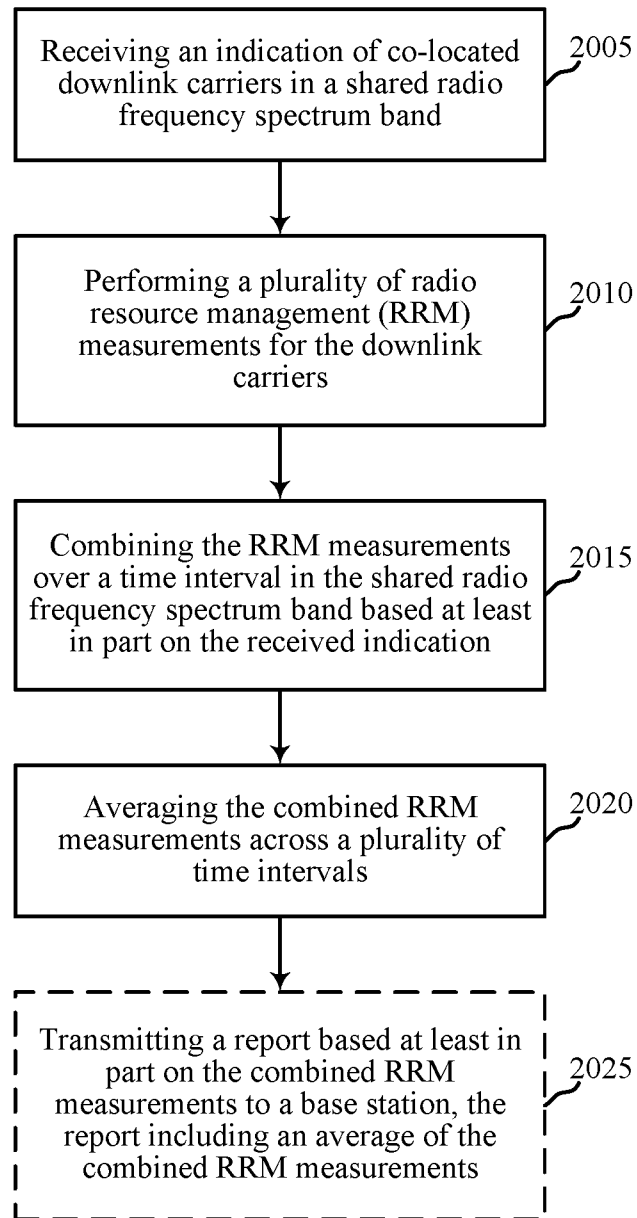 Receiving an indication of co-located
downlink carriers in a shared radio
frequency spectrum band
2005
Performing a plurality of radio
resource management (RRM)
measurements for the downlink
carriers
2010
Combining the RRM measurements
over a time interval in the shared radio
frequency spectrum band based at least
in part on the received indication
2015
Averaging the combined RRM
measurements across a plurality of
time intervals
2020
Transmitting a report based at least in
part on the combined RRM
measurements to a base station, the
report including an average of the
combined RRM measurements
2025